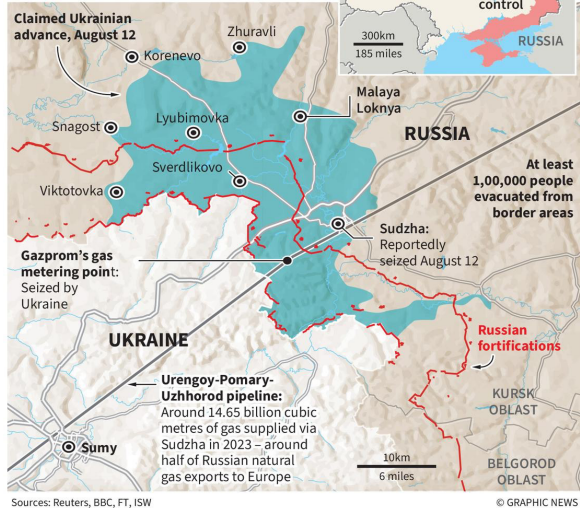 Claimed Ukrainian
advance, August 12
Zhuravli
Korenevo
control
300km
185 miles
RUSSIA
Malaya
Loknya
Snagost
Lyubimovka
RUSSIA
Sverdlikovo
At least
1,00,000 people
evacuated from
border areas
Viktotovka
Sudzha:
Reportedly
seized August 12
Gazprom's gas
metering point:
Seized by
Ukraine
UKRAINE
Russian
fortifications
Urengoy-Pomary-
Uzhhorod pipeline:
Around 14.65 billion cubic
metres of gas supplied via
Sudzha in 2023 – around
half of Russian natural
gas exports to Europe
KURSK
OBLAST
Sumy
10km
6 miles
BELGOROD
OBLAST
Sources: Reuters, BBC, FT, ISW
© GRAPHIC NEWS